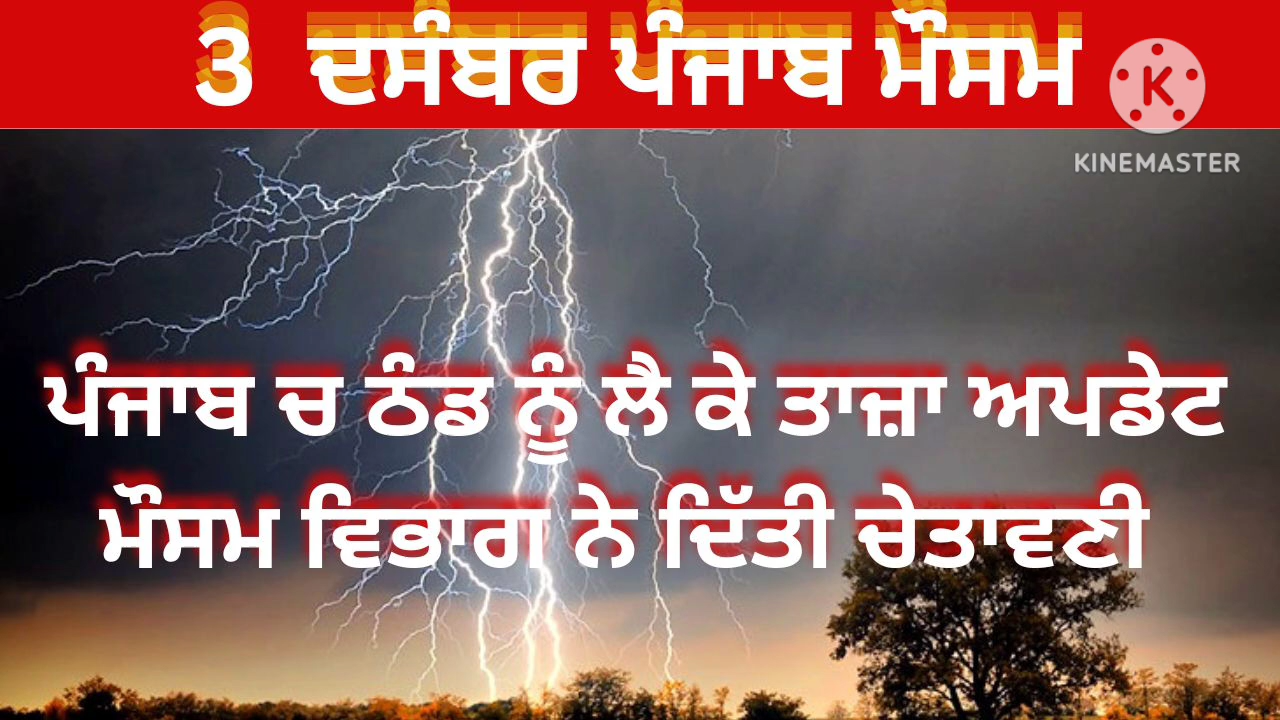 3 ਦਸੰਬਰ ਪੰਜਾਬ ਮੌਸਮ
KINEMASTER
ਪੰਜਾਬ ਚ ਠੰਡ ਨੂੰ ਲੈ ਕੇ ਤਾਜ਼ਾ ਅਪਡੇਟ
ਮੌਸਮ ਵਿਭਾਗ ਨੇ ਦਿੱਤੀ ਚੇਤਾਵਣੀ